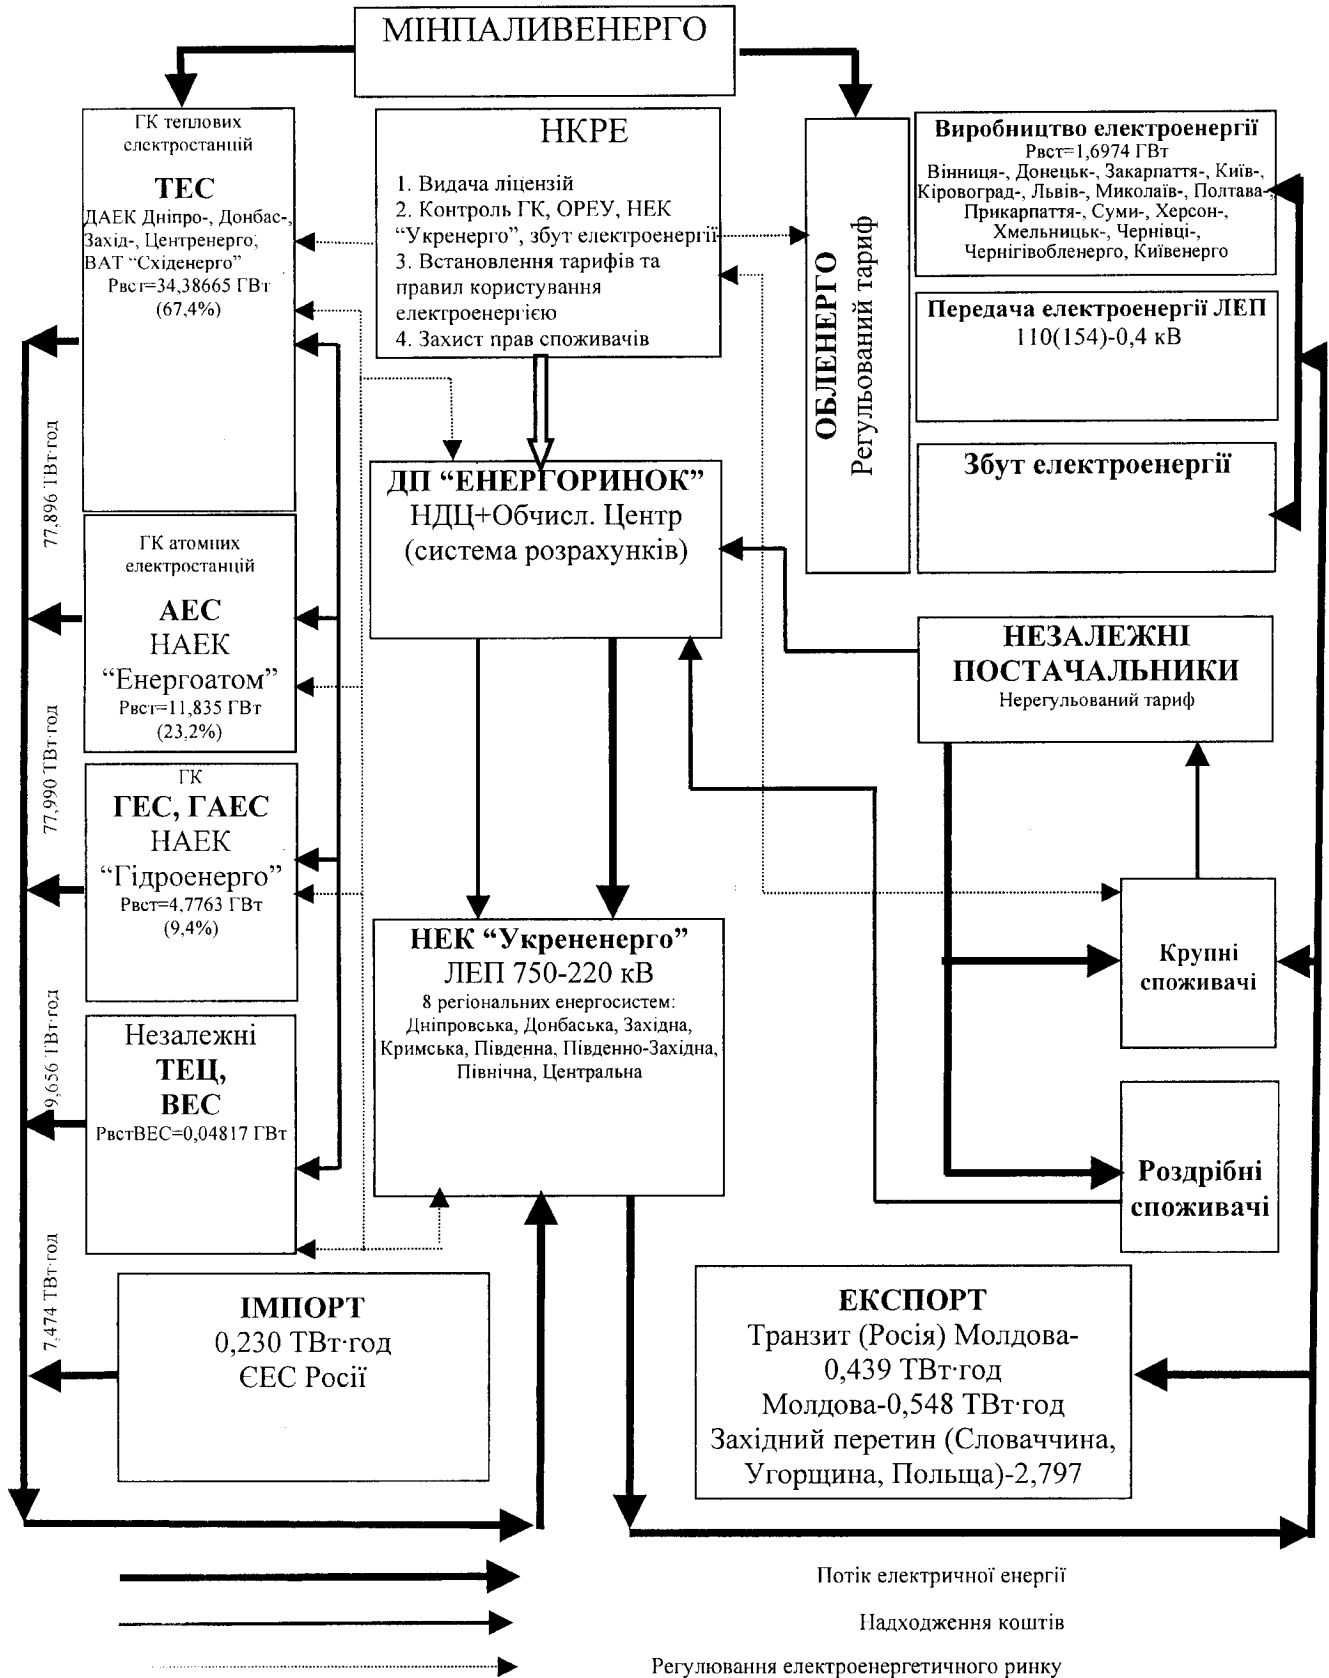 МІНПАЛИВЕНЕРГО
ГК теплових
електростанцій
ТЕС
ДАЕК Дніпро-, Донбас-,
Захід-, Центренерго;
ВАТ “Східенерго”
Рвст=34,38665 ГВт
(67,4%)
НКРЕ
1. Видача ліцензій
2. Контроль ГК, ОРЕУ, НЕК
“Укренерго”, збут електроенергії
3. Встановлення тарифів та
правил користування
електроенергією
4. Захист прав споживачів
ОБЛЕНЕРГО
Регульований тариф
Виробництво електроенергії
Рвст=1,6974 ГВт
Вінниця-, Донецьк-, Закарпаття-, Київ-,
Кіровоград-, Львів-, Миколаїв-, Полтава-,
Прикарпаття-, Суми-, Херсон-,
Хмельницьк-, Чернівці-,
Чернігівобленерго, Київенерго
Передача електроенергії ЛЕП
110(154)-0,4 кВ
Збут електроенергії
77,896 ТВт·год
ДП “ЕНЕРГОРИНОК”
НДЦ+Обчисл. Центр
(система розрахунків)
ГК атомних
електростанцій
АЕС
НАЕК
“Енергоатом”
Рвст=11,835 ГВт
(23,2%)
НЕЗАЛЕЖНІ
ПОСТАЧАЛЬНИКИ
Нерегульований тариф
77,990 ТВт·год
ГК
ГЕС, ГАЕС
НАЕК
“Гідроенерго”
Рвст=4,7763 ГВт
(9,4%)
НЕК “Укрененерго”
ЛЕП 750-220 кВ
8 регіональних енергосистем:
Дніпровська, Донбаська, Західна,
Кримська, Південна, Південно-Західна,
Північна, Центральна
Крупні
споживачі
9,656 ТВт·год
Незалежні
ТЕЦ,
ВЕС
РвстВЕС=0,04817 ГВт
Роздрібні
споживачі
7,474 ТВт·год
ІМПОРТ
0,230 ТВт·год
ЄЕС Росії
ЕКСПОРТ
Транзит (Росія) Молдова-
0,439 ТВт·год
Молдова-0,548 ТВт·год
Західний перетин (Словаччина,
Угорщина, Польща)-2,797
Потік електричної енергії
Надходження коштів
Регулювання електроенергетичного ринку